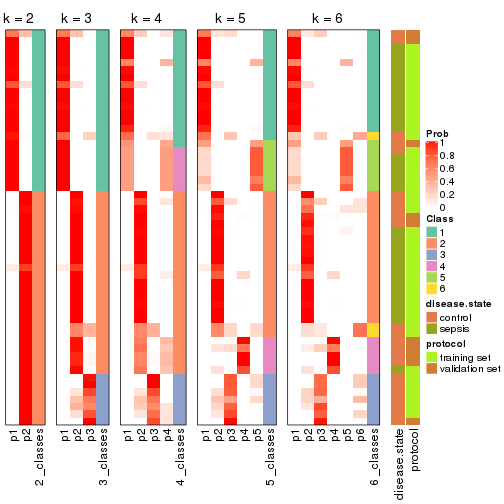 k = 2 k = 3 k = 4 k = 5 k = 6
Prob
1
0.8
0.6
0.4
0.2
0
Class
1
2
3
4
5
6
disease.state
control
sepsis
protocol
training set
validation set
p1 p2 2_classes p1 p2 p3 3_classes p1 p2 p3 p4 4_classes p1 p2 p3 p4 p5 5_classes p1 p2 p3 p4 p5 p6 6_classes disease.state protocol